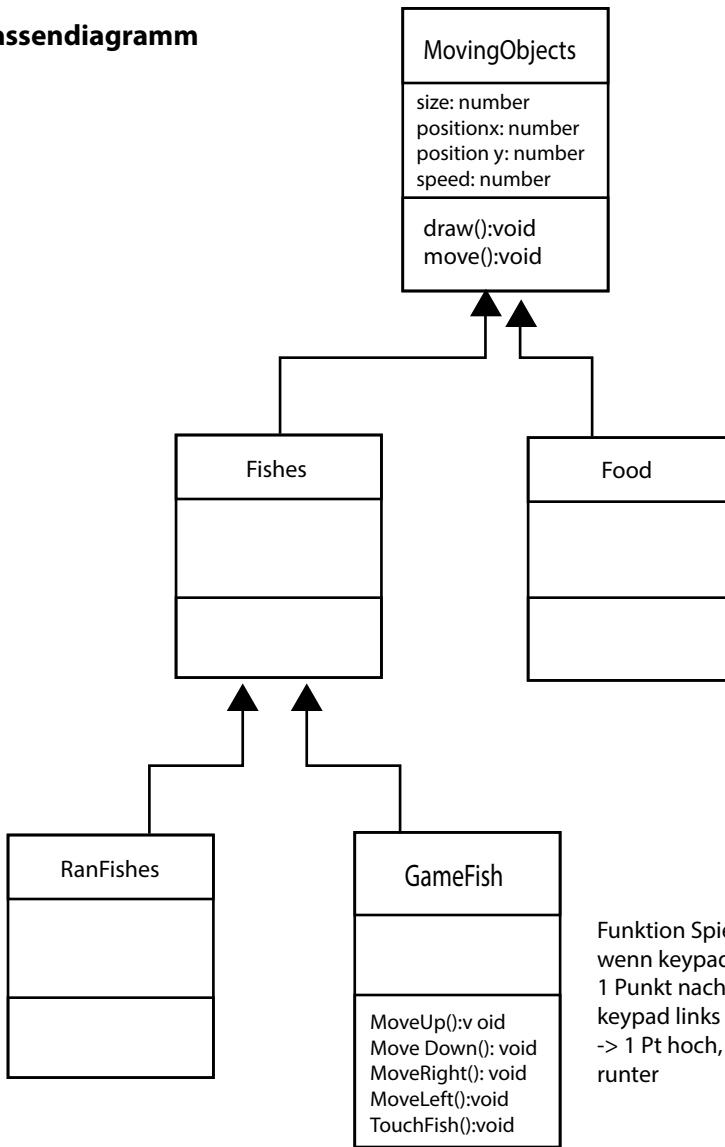 assendiagramm
MovingObjects
size: number
positionx: number
position y: number
speed: number
draw():void
move():void
Fishes
Food
RanFishes
GameFish
MoveUp():v oid
Move Down(): void
MoveRight(): void
MoveLeft():void
TouchFish():void
Funktion Spie
wenn keypad
1 Punkt nach
keypad links
-> 1 Pt hoch,
runter